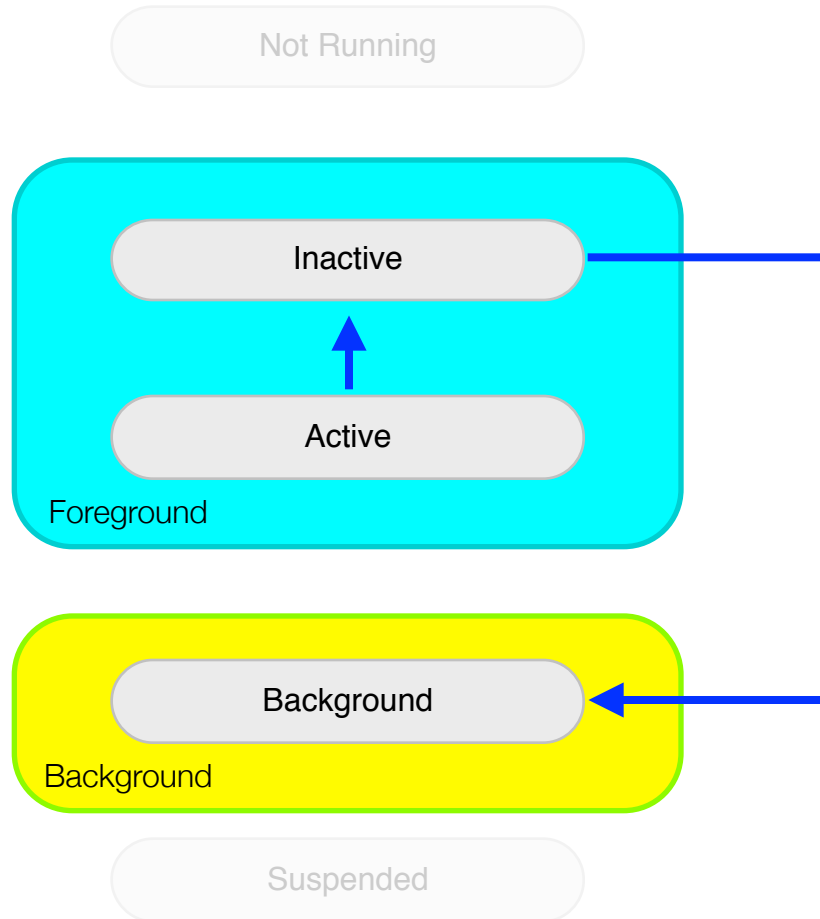 Not Running
Inactive
Active
Foreground
Background
Background
Suspended